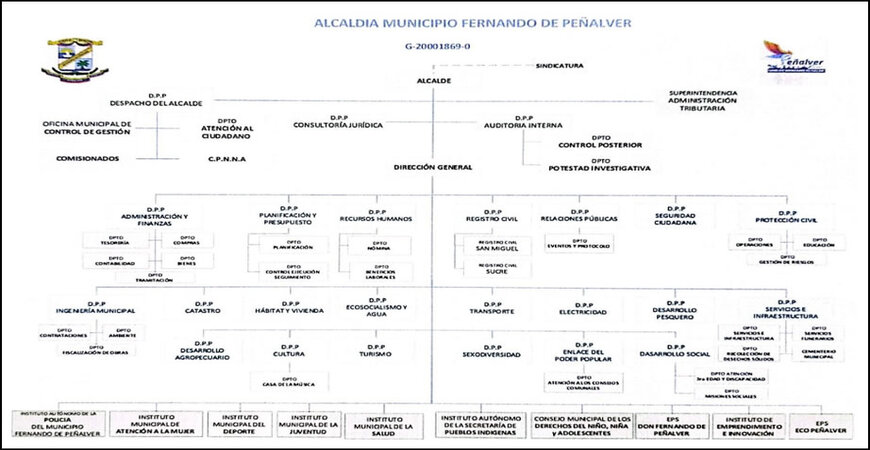 ALCALDIA MUNICIPIO FERNANDO DE PEÑALVER
G-20001869-0
SINDICATURA
ALCALDE
D.P.P
DESPACHO DEL ALCALDE
SUPERINTENDENCIA
ADMINISTRACIÓN
TRIBUTARIA
OFICINA MUNICIPAL DE
CONTROL DE GESTIÓN
DPTO
ATENCIÓN AL
CIUDADANO
D.P.P
CONSULTORÍA JURÍDICA
D.P.P
AUDITORIA INTERNA
DPTO
CONTROL POSTERIOR
COMISIONADOS
C.P.N.N.A
DPTO
POTESTAD INVESTIGATIVA
DIRECCIÓN GENERAL
D.P.P
ADMINISTRACIÓN Y
FINANZAS
D.P.P
PLANIFICACIÓN Y
PRESUPUESTO
D.P.P
RECURSOS HUMANOS
D.P.P
REGISTRO CIVIL
D.P.P
RELACIONES PÚBLICAS
D.P.P
SEGURIDAD
CIUDADANA
D.P.P
PROTECCIÓN CIVIL
DPTO
TESORERÍA
DPTO
COMPRAS
DPTO
PLANIFICACIÓN
DPTO
NOMINA
REGISTRO CIVIL
SAN MIGUEL
DPTO
EVENTOS Y PROTOCOLO
DPTO
OPERACIONES
DPTO
EDUCACIÓN
DPTO
CONTABILIDAD
DPTO
BIENES
DPTO
CONTROL EJECUCIÓN
SEGUIMIENTO
DPTO
BENEFICIOS
LABORALES
REGISTRO CIVIL
SUCRE
DPTO
GESTIÓN DE RIESGOS
DPTO
TRAMITACIÓN
D.P.P
INGENIERÍA MUNICIPAL
D.P.P
CATASTRO
D.P.P
HÁBITAT Y VIVIENDA
D.P.P
ECOSOCIALISMO Y
AGUA
D.P.P
TRANSPORTE
D.P.P
ELECTRICIDAD
D.P.P
DESARROLLO
PESQUERO
D.P.P
SERVICIOS E
INFRAESTRUCTURA
DPTO
CONTRATACIONES
DPTO
AMBIENTE
DPTO
FISCALIZACIÓN DE OBRAS
DPTO
SERVICIOS E
INFRAESTRUCTURA
DPTO
SERVICIOS
FUNERARIOS
DPTO
RECOLECCIÓN DE
DESECHOS SÓLIDOS
CEMENTERIO
MUNICIPAL
D.P.P
DESARROLLO
AGROPECUARIO
D.P.P
CULTURA
D.P.P
TURISMO
D.P.P
SEXODIVERSIDAD
D.P.P
ENLACE DEL
PODER POPULAR
D.P.P
DASARROLLO SOCIAL
DPTO
CASA DE LA MÚSICA
DPTO
ATENCIÓN A LOS CONSEJOS
COMUNALES
DPTO ATENCIÓN
3ra EDAD Y DISCAPACIDAD
DPTO
MISIONES SOCIALES
INSTITUTO AUTÓNOMO DE LA
POLICIA
DEL MUNICIPIO
FERNANDO DE PEÑALVER
INSTITUTO
MUNICIPAL DE
ATENCIÓN A LA MUJER
INSTITUTO
MUNICIPAL DEL
DEPORTE
INSTITUTO
MUNICIPAL DE LA
JUVENTUD
INSTITUTO
MUNICIPAL DE LA
SALUD
INSTITUTO AUTÓNOMO
DE LA SECRETARÍA DE
PUEBLOS INDIGENAS
CONSEJO MUNICIPAL DE LOS
DERECHOS DEL NIÑO, NIÑA
Y ADOLESCENTES
EPS
DON FERNANDO DE
PEÑALVER
INSTITUTO DE
EMPRENDIMIENTO
E INNOVACIÓN
EPS
ECO PEÑALVER